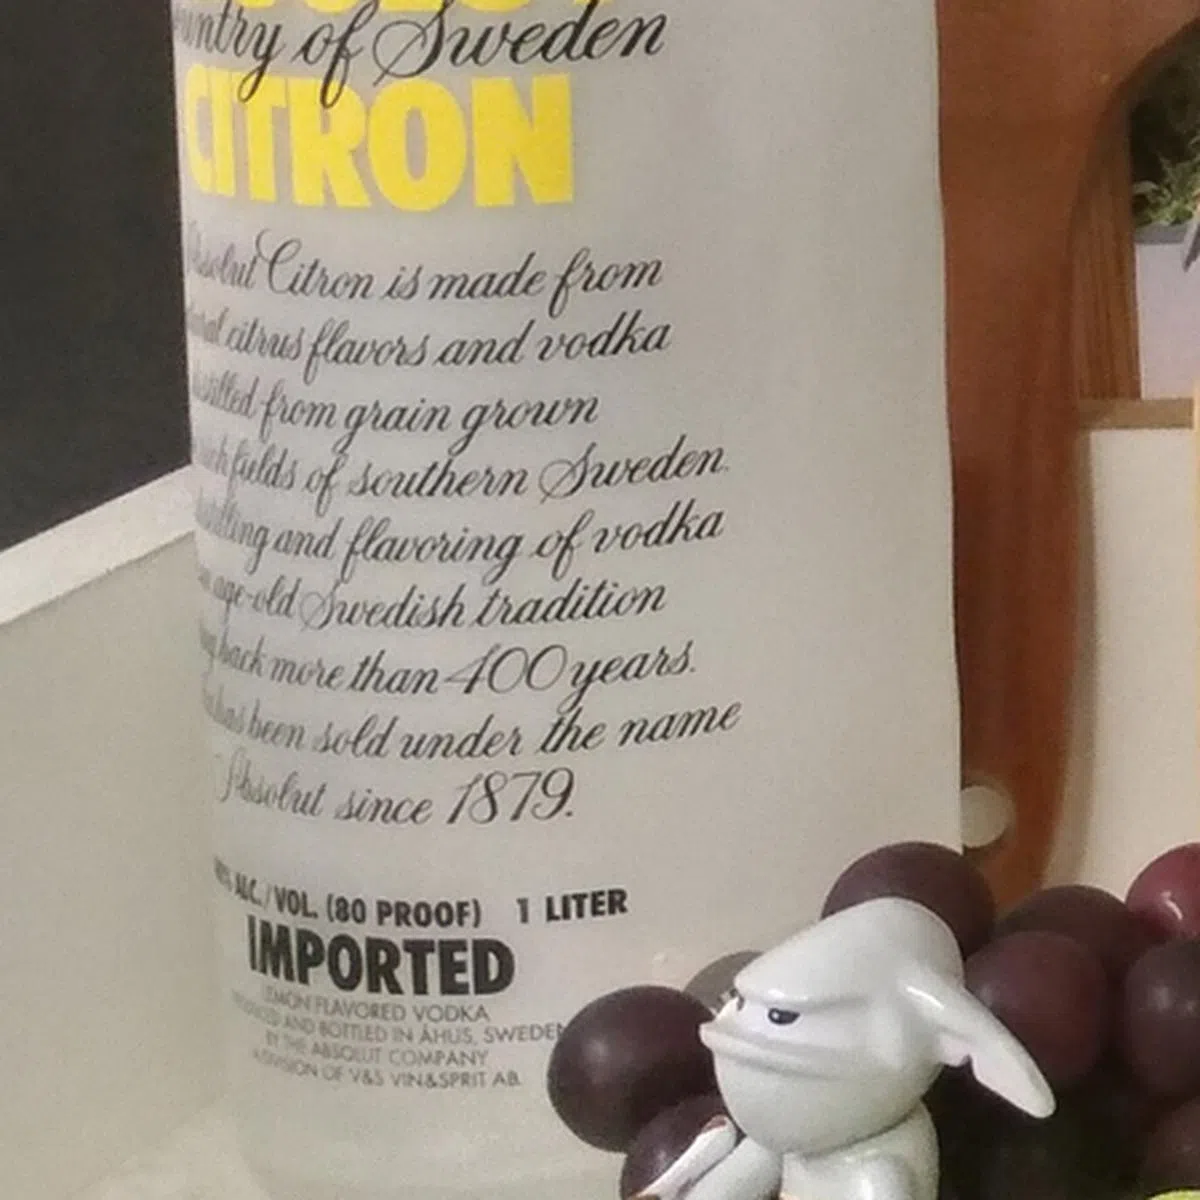 of Sweden
CITRON
Citron is made from
citrus flavors and vodka
from grain grown
fields of southern Sweden.
and flavoring of vodka
age-old Swedish tradition
back more than 400 years.
has been sold under the name
Absolut since 1879.
ALC./VOL. (80 PROOF) 1 LITER
IMPORTED
LEMON FLAVORED VODKA
AND BOTTLED IN ÅHUS, SWEDEN
BY THE ABSOLUT COMPANY
A DIVISION OF V&S VIN&SPRIT AB.